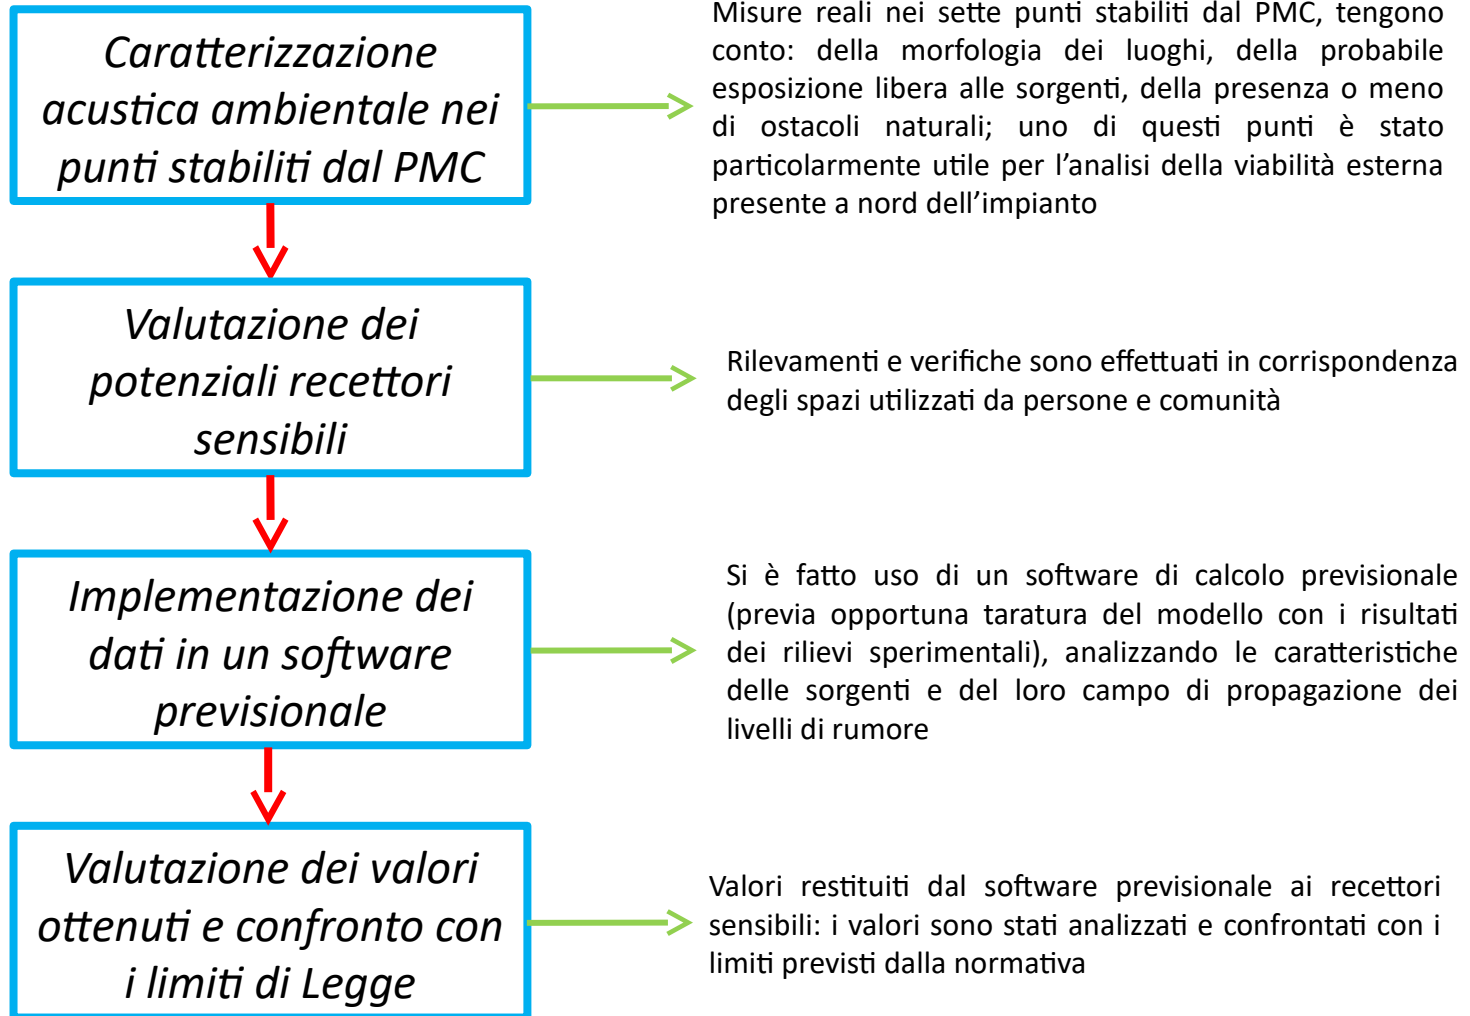 Caratterizzazione
acustica ambientale nei
punti stabiliti dal PMC
Misure reali nei sette punti stabiliti dal PMC, tengono
conto: della morfologia dei luoghi, della probabile
esposizione libera alle sorgenti, della presenza o meno
di ostacoli naturali; uno di questi punti è stato
particolarmente utile per l’analisi della viabilità esterna
presente a nord dell’impianto
Valutazione dei
potenziali recettori
sensibili
Rilevamenti e verifiche sono effettuati in corrispondenza
degli spazi utilizzati da persone e comunità
Implementazione dei
dati in un software
previsionale
Si è fatto uso di un software di calcolo previsionale
(previa opportuna taratura del modello con i risultati
dei rilievi sperimentali), analizzando le caratteristiche
delle sorgenti e del loro campo di propagazione dei
livelli di rumore
Valutazione dei valori
ottenuti e confronto con
i limiti di Legge
Valori restituiti dal software previsionale ai recettori
sensibili: i valori sono stati analizzati e confrontati con i
limiti previsti dalla normativa